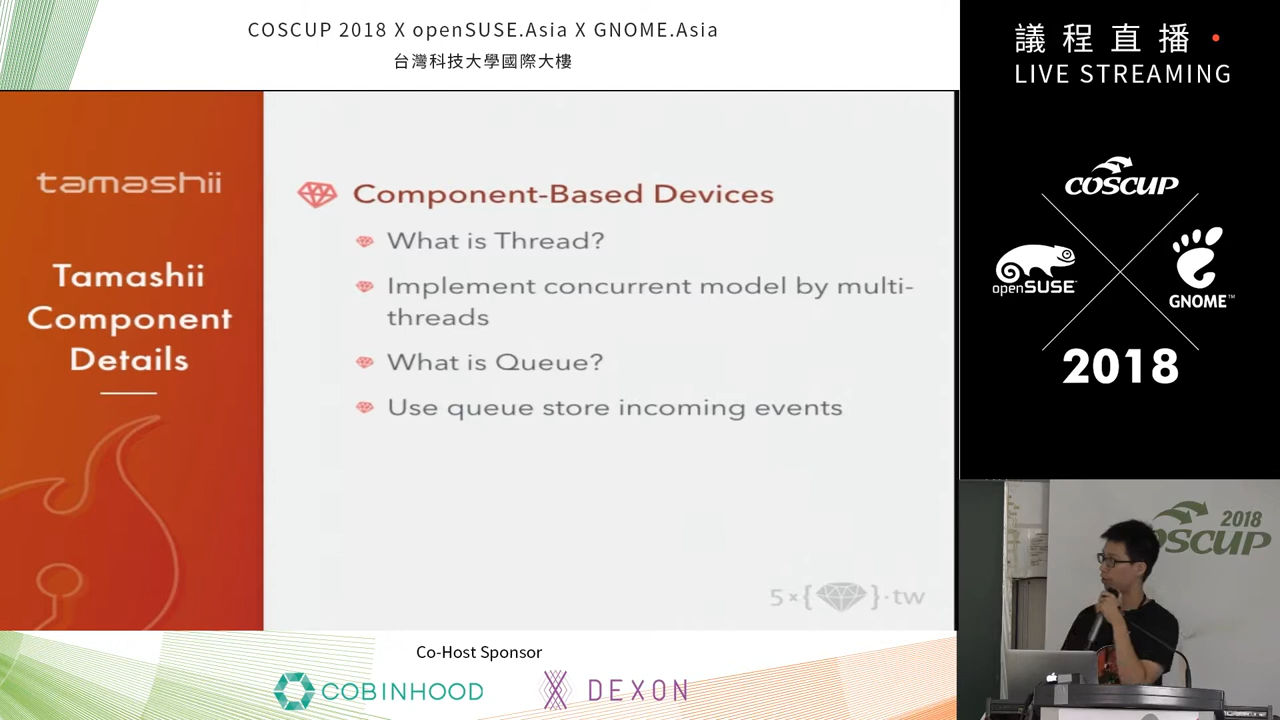 COSCUP 2018 X openSUSE.Asia X GNOME.Asia
台灣科技大學國際大樓
議程直播
LIVE STREAMING
tamashii
Tamashii
Component
Details
Component-Based Devices
What is Thread?
Implement concurrent model by multi-
threads
What is Queue?
Use queue store incoming events
5×{ }.tw
COSCUP
openSUSE
GNOME™
2018
2018
COSCUP
Co-Host Sponsor
COBINHOOD
DEXON